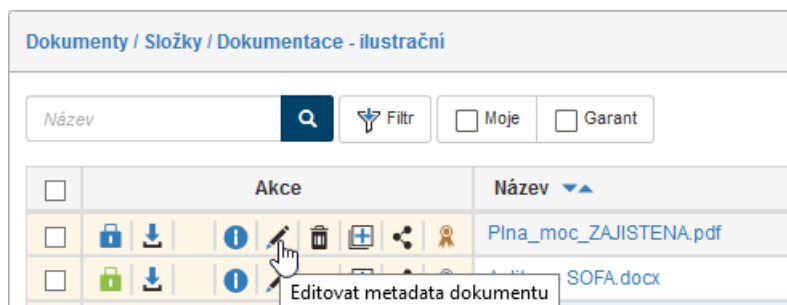 Dokumenty / Složky / Dokumentace - ilustrační
Název
Filtr
Moje
Garant
Akce
Název
Plna_moc_ZAJISTENA.pdf
SOFA.docx
Editovat metadata dokumentu